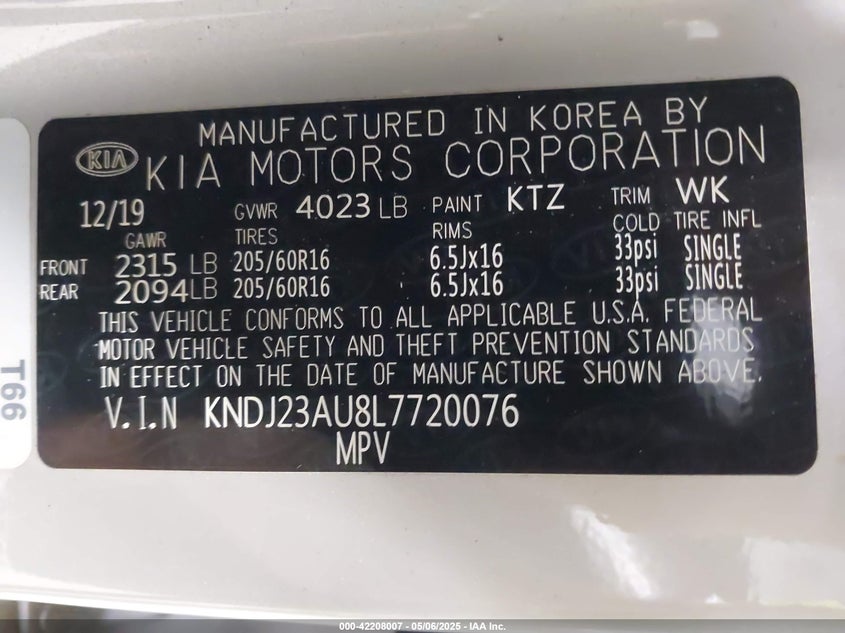 MANUFACTURED IN KOREA BY
KIA KIA MOTORS CORPORATION
12/19 GVWR 4023 LB PAINT KTZ TRIM WK
GAWR TIRES RIMS COLD TIRE INFL
FRONT 2315 LB 205/60R16 6.5Jx16 33psi SINGLE
REAR 2094 LB 205/60R16 6.5Jx16 33psi SINGLE
THIS VEHICLE CONFORMS TO ALL APPLICABLE U.S.A. FEDERAL
MOTOR VEHICLE SAFETY AND THEFT PREVENTION STANDARDS
IN EFFECT ON THE DATE OF MANUFACTURE SHOWN ABOVE.
V.I.N KNDJ23AU8L7720076
MPV
T66
000-42208007 - 05/06/2025 - IAA Inc.